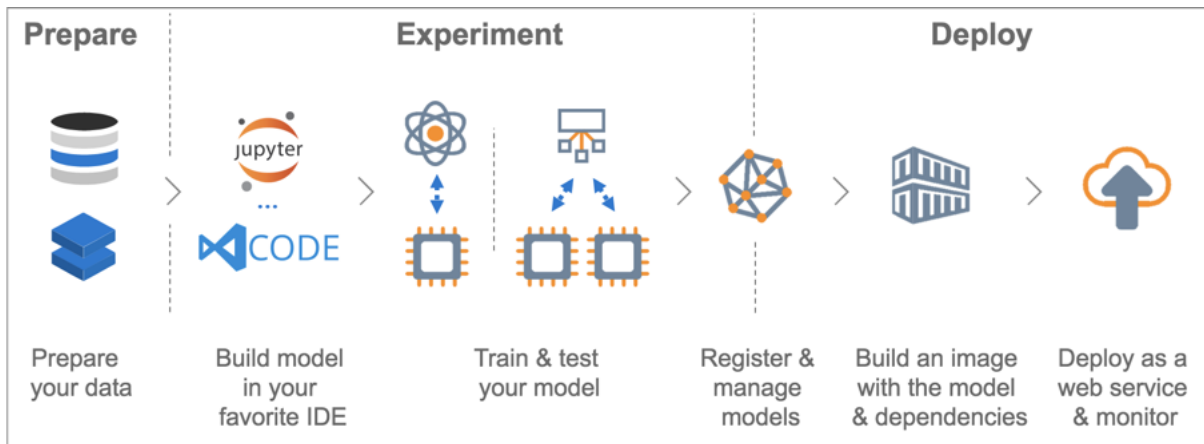 Prepare
Experiment
Deploy
jupyter
...
CODE
Prepare
your data
Build model
in your
favorite IDE
Train & test
your model
Register &
manage
models
Build an image
with the model
& dependencies
Deploy as a
web service
& monitor